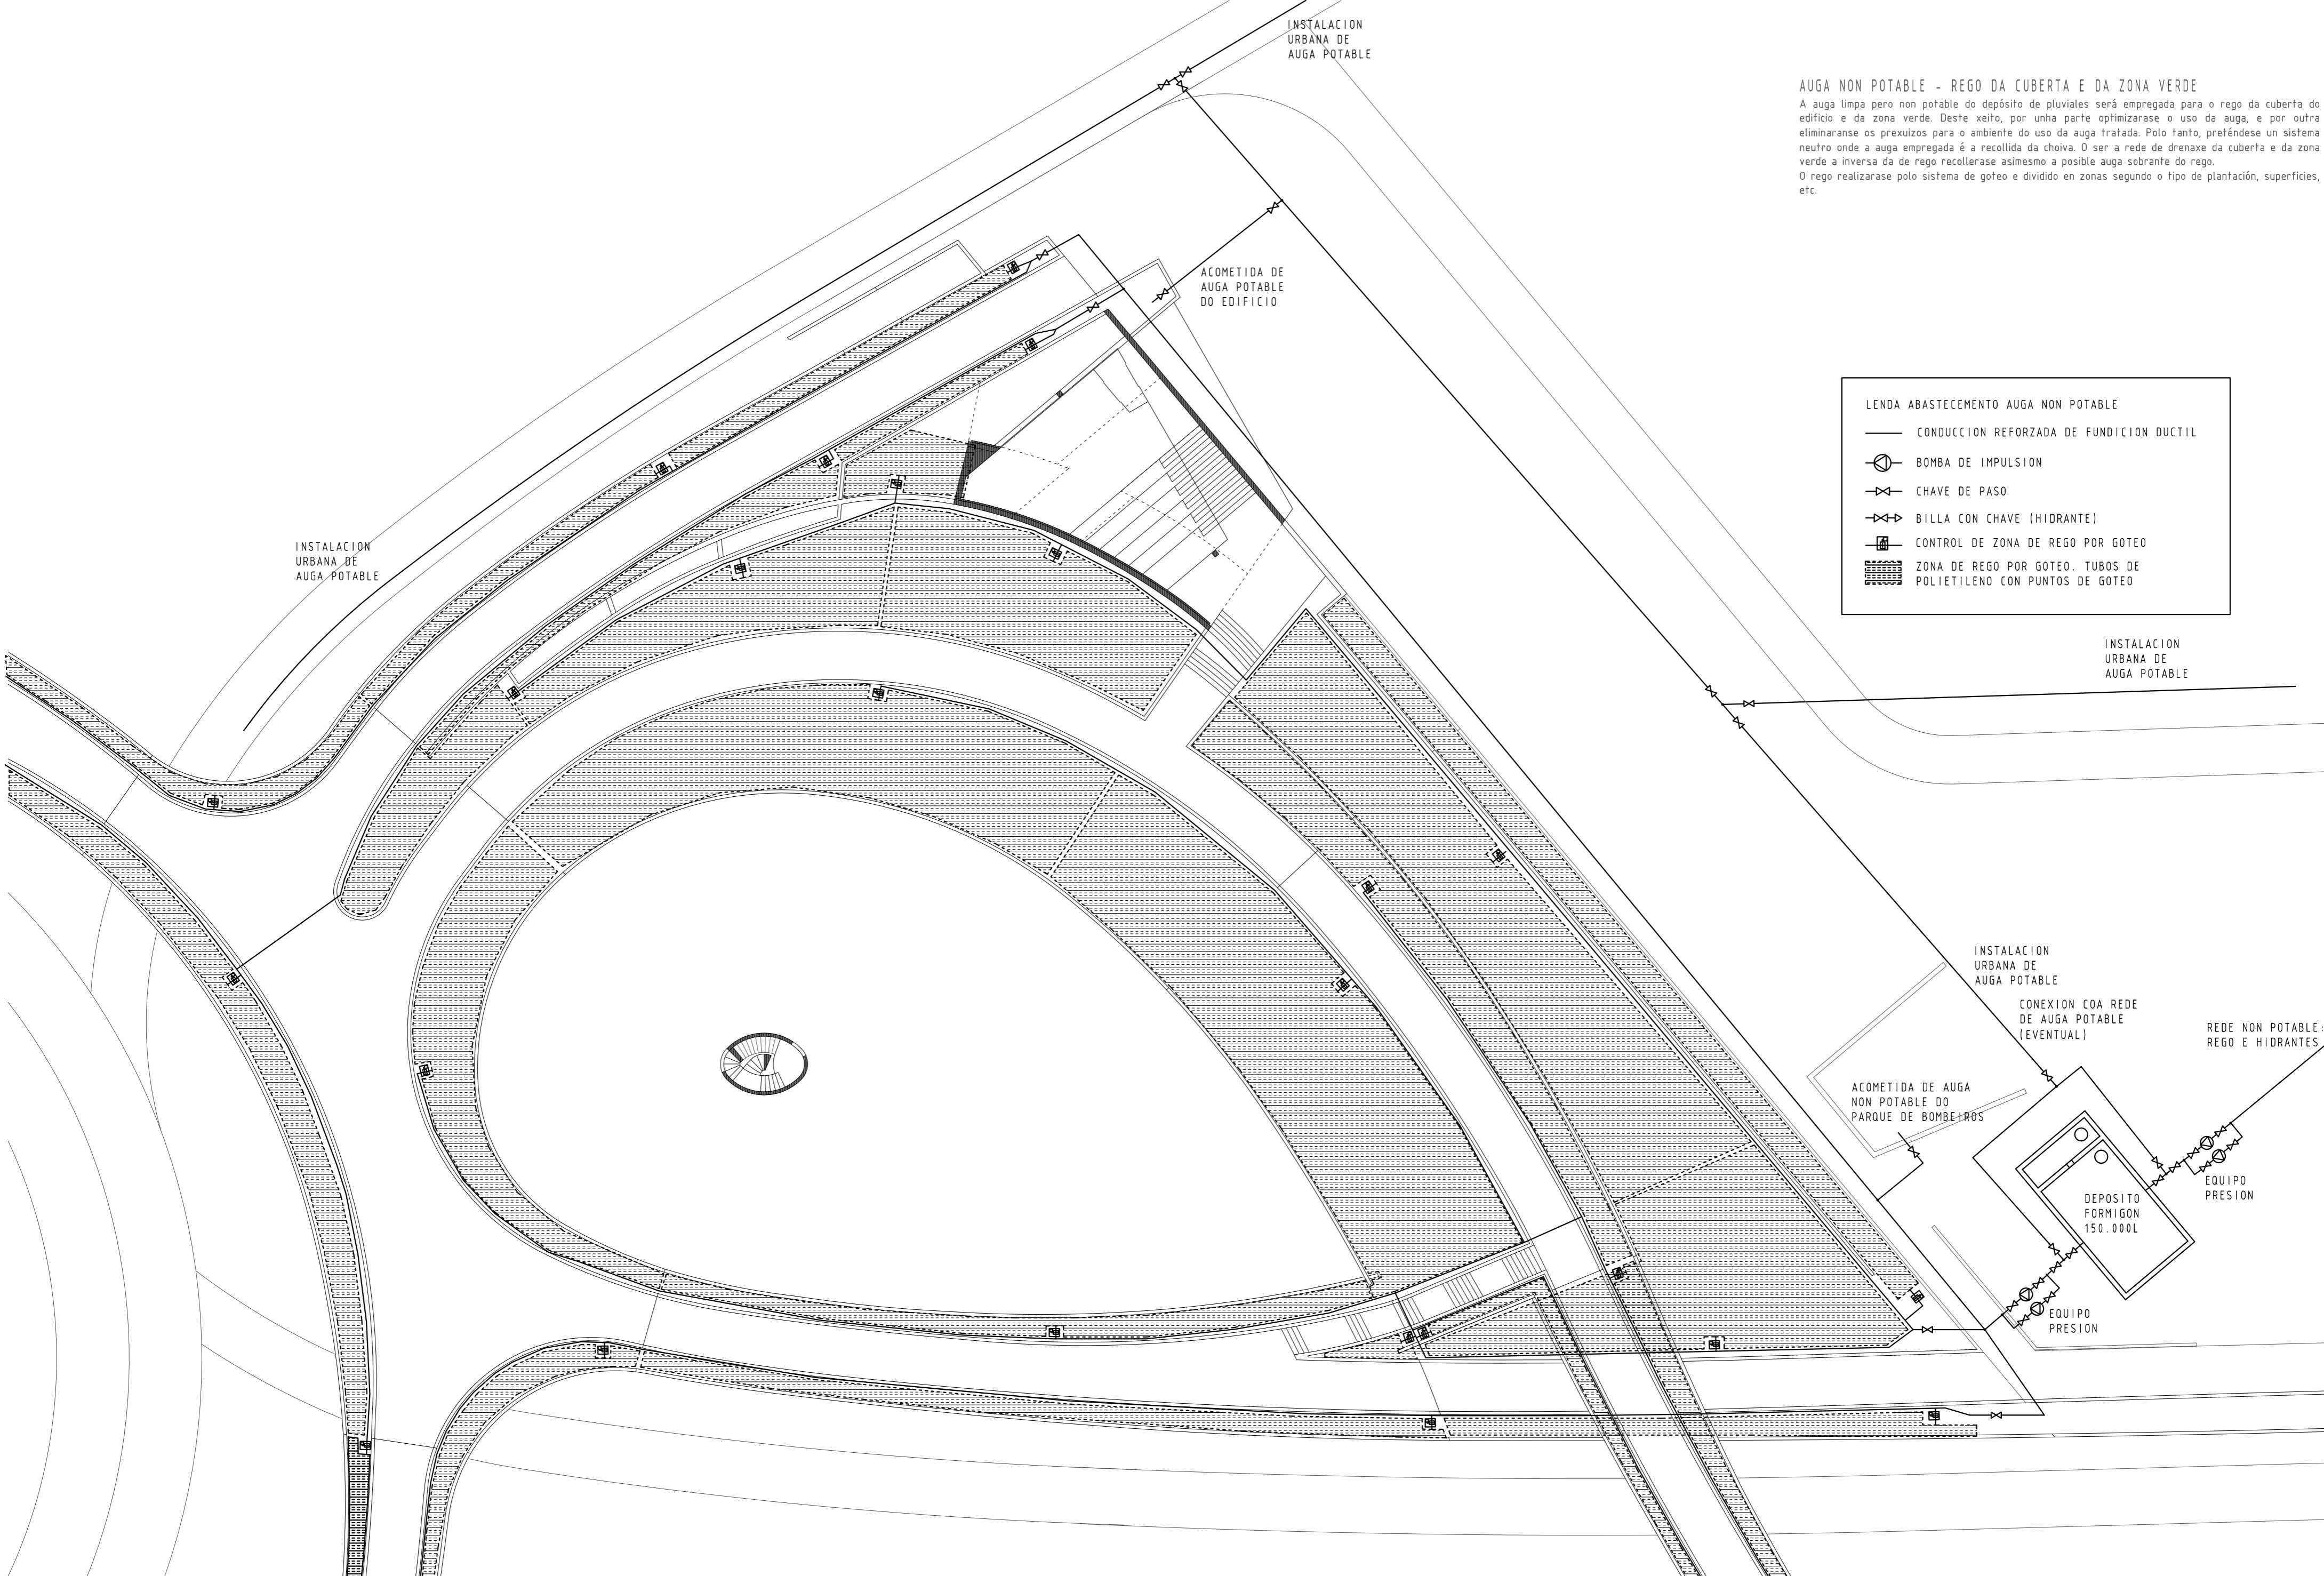 INSTALACION
URBANA DE
AUGA POTABLE
AUGA NON POTABLE - REGO DA CUBERTA E DA ZONA VERDE
A auga limpa pero non potable do depósito de pluviales será empregada para o rego da cuberta do
edificio e da zona verde. Deste xeito, por unha parte optimizarase o uso da auga, e por outra
eliminaranse os prexuizos para o ambiente do uso da auga tratada. Polo tanto, preténdese un sistema
neutro onde a auga empregada é a recollida da choiva. O ser a rede de drenaxe da cuberta e da zona
verde a inversa da de rego recollerase asimesmo a posible auga sobrante do rego.
O rego realizarase polo sistema de goteo e dividido en zonas segundo o tipo de plantación, superficies,
etc.
ACOMETIDA DE
AUGA POTABLE
DO EDIFICIO
LENDA ABASTECEMENTO AUGA NON POTABLE
CONDUCCION REFORZADA DE FUNDICION DUCTIL
BOMBA DE IMPULSION
CHAVE DE PASO
BILLA CON CHAVE (HIDRANTE)
CONTROL DE ZONA DE REGO POR GOTEO
ZONA DE REGO POR GOTEO. TUBOS DE
POLIETILENO CON PUNTOS DE GOTEO
INSTALACION
URBANA DE
AUGA POTABLE
INSTALACION
URBANA DE
AUGA POTABLE
INSTALACION
URBANA DE
AUGA POTABLE
CONEXION COA REDE
DE AUGA POTABLE
(EVENTUAL)
REDE NON POTABLE:
REGO E HIDRANTES
ACOMETIDA DE AUGA
NON POTABLE DO
PARQUE DE BOMBEIROS
EQUIPO
PRESION
DEPOSITO
FORMIGON
150.000L
EQUIPO
PRESION